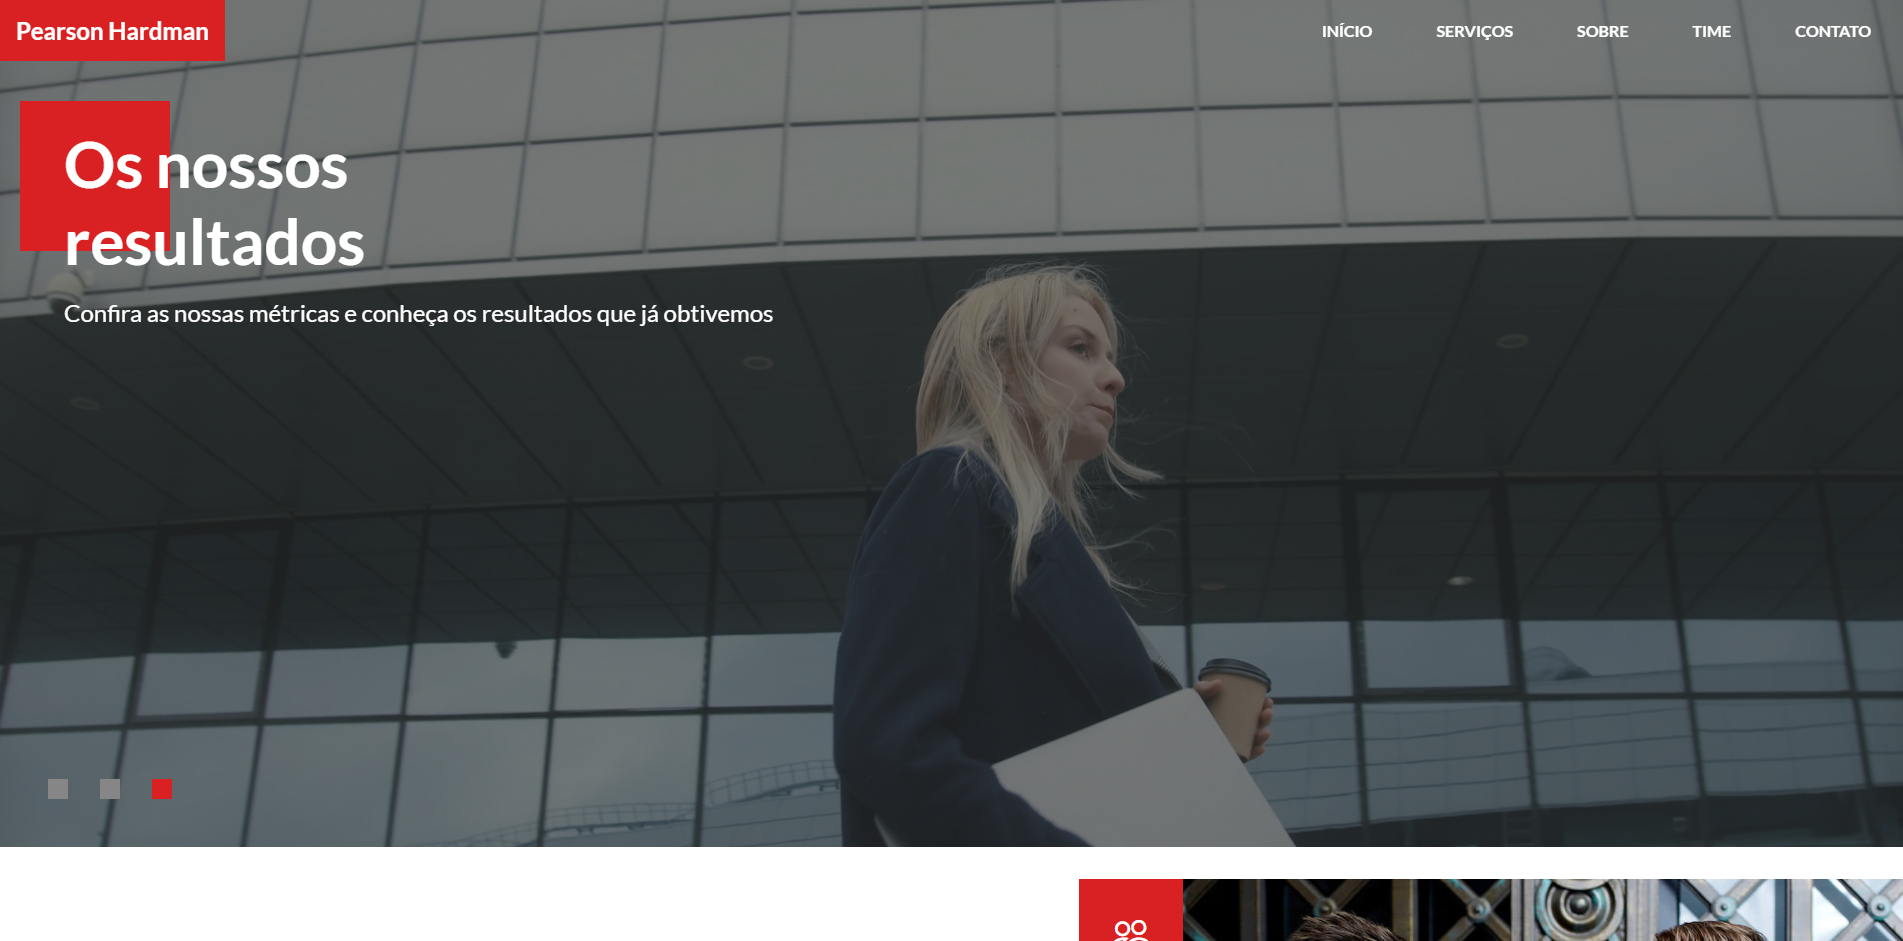 Pearson Hardman
INÍCIO
SERVIÇOS
SOBRE
TIME
CONTATO
Os nossos
resultados
Confira as nossas métricas e conheça os resultados que já obtivemos